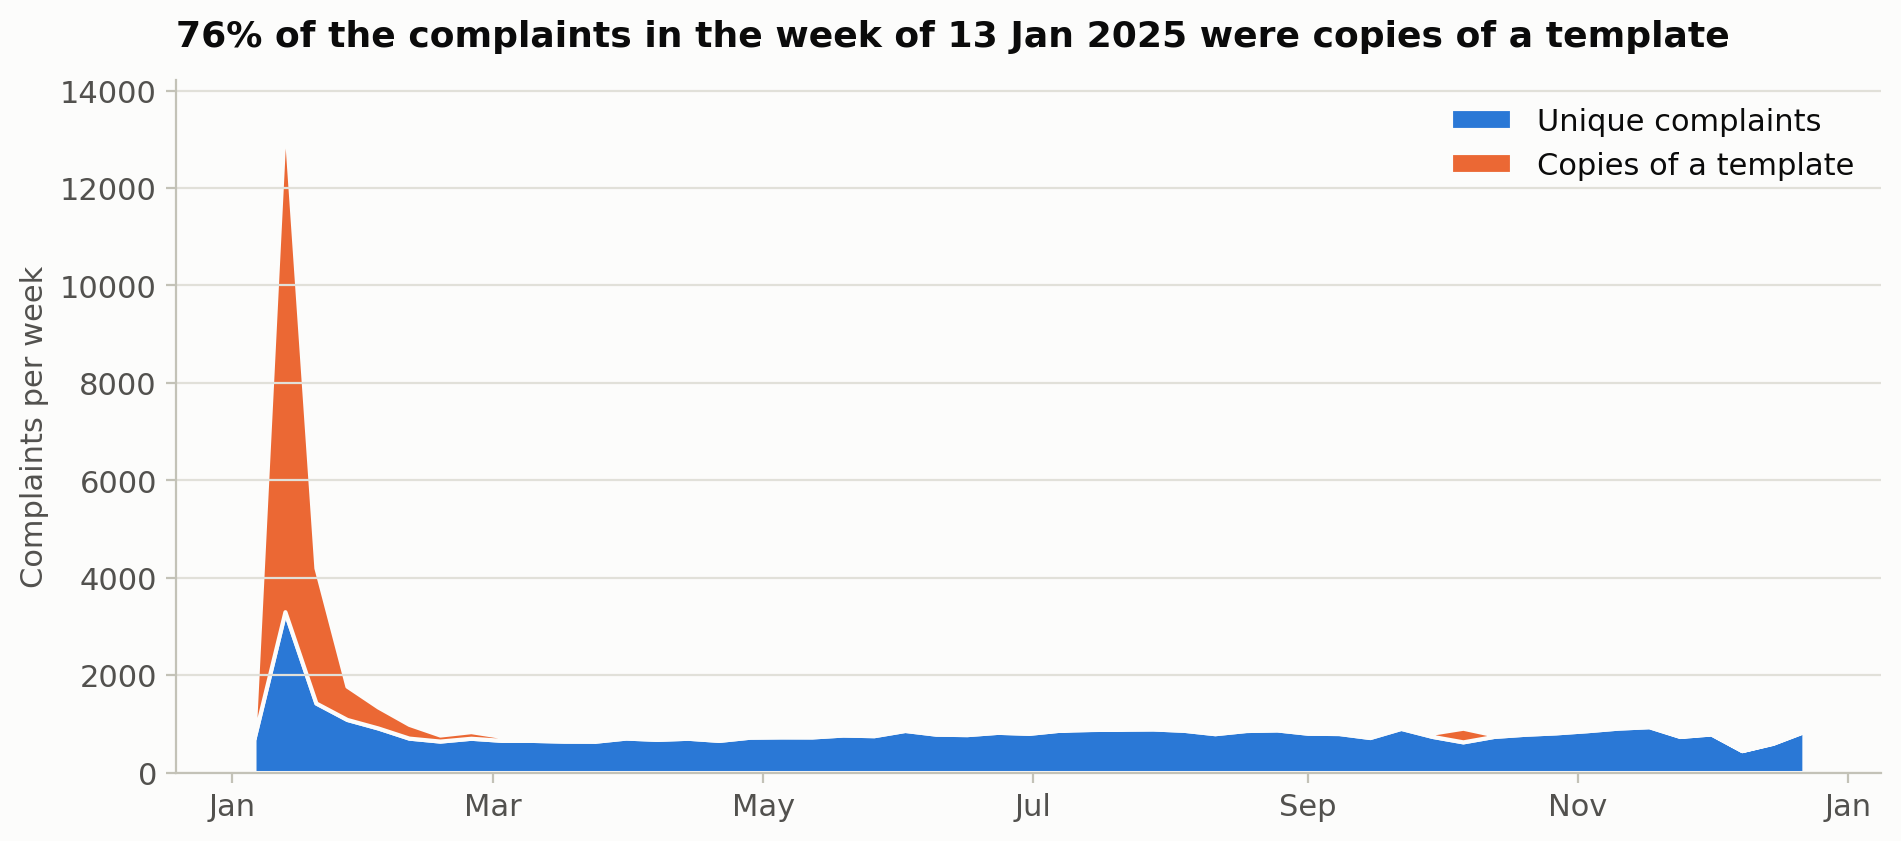 76% of the complaints in the week of 13 Jan 2025 were copies of a template
Unique complaints
Copies of a template
Complaints per week
14000
12000
10000
8000
6000
4000
2000
0
Jan
Mar
May
Jul
Sep
Nov
Jan